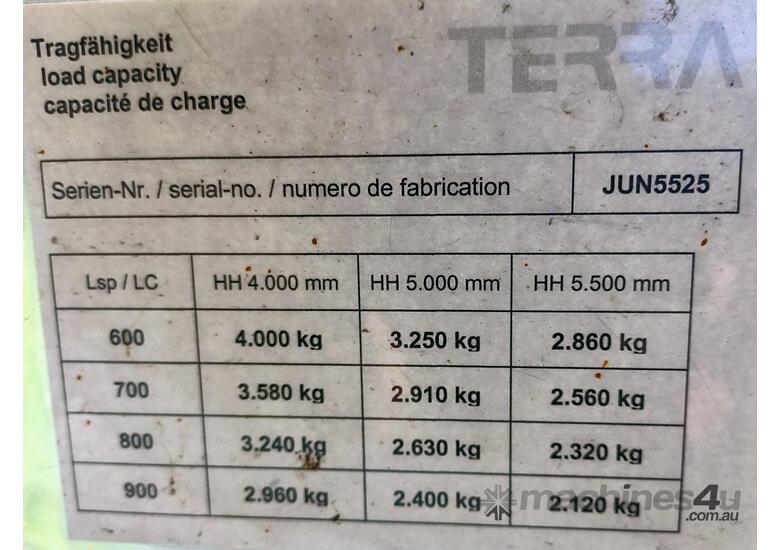 Tragfähigkeit
load capacity
capacité de charge
TERRA
Serien-Nr. / serial-no. / numero de fabrication JUN5525
Lsp / LC HH 4.000 mm HH 5.000 mm HH 5.500 mm
600 4.000 kg 3.250 kg 2.860 kg
700 3.580 kg 2.910 kg 2.560 kg
800 3.240 kg 2.630 kg 2.320 kg
900 2.960 kg 2.400 kg 2.120 kg
machines4u
.com.au